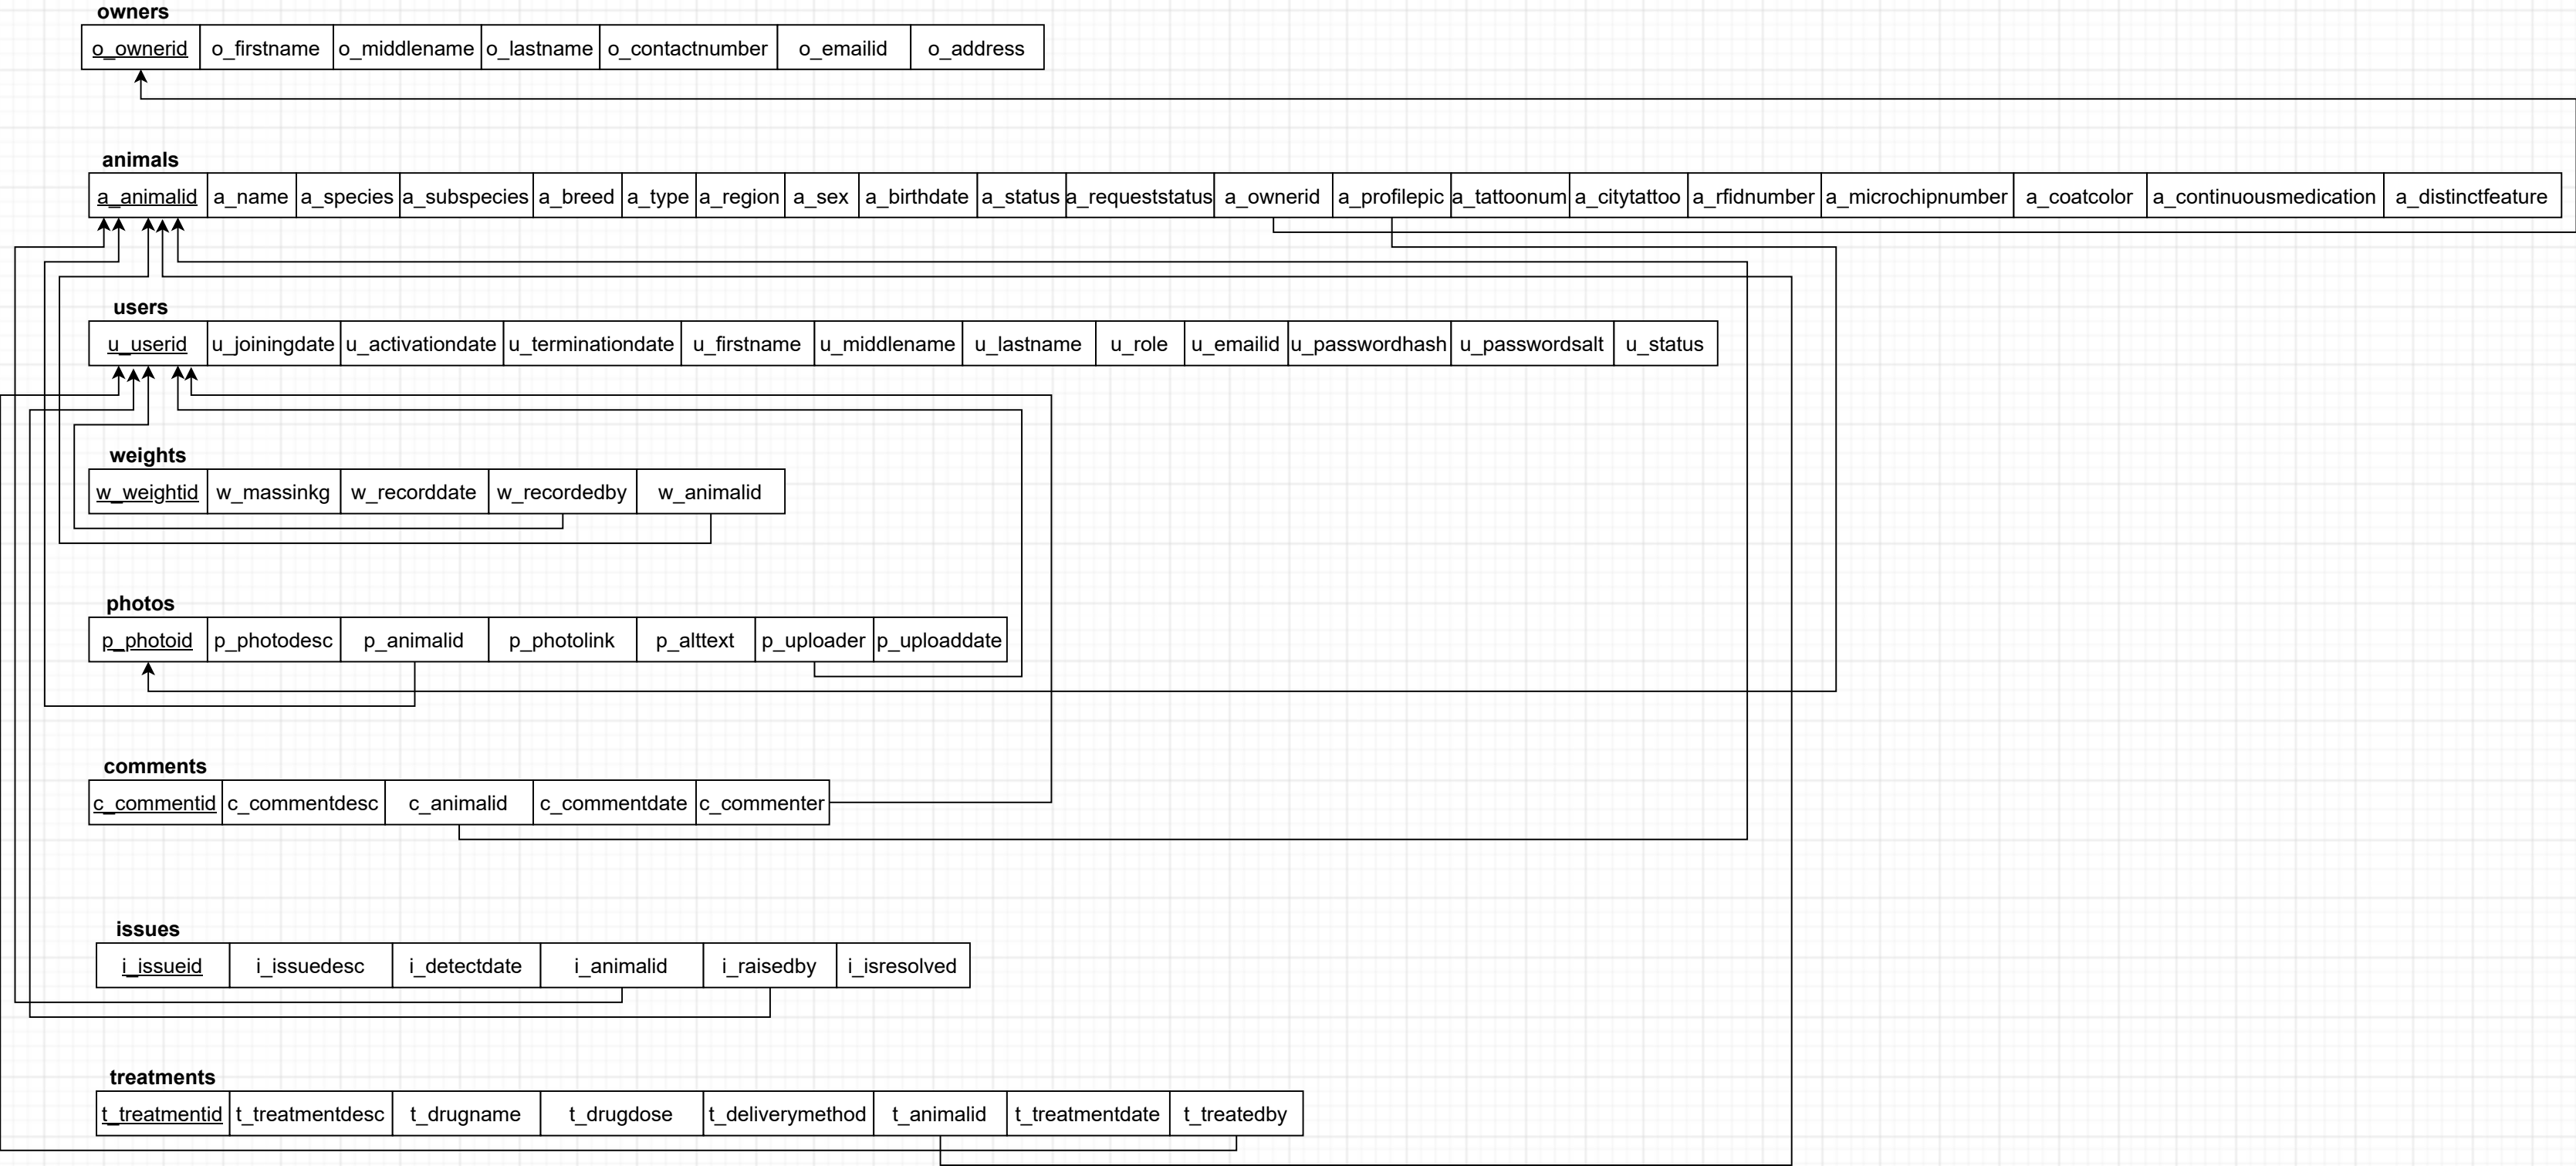 owners
o_ownerid o_firstname o_middlename o_lastname o_contactnumber o_emailid o_address
animals
a_animalid a_name a_species a_subspecies a_breed a_type a_region a_sex a_birthdate a_status a_requeststatus a_ownerid a_profilepic a_tattoonum a_citytattoo a_rfidnumber a_microchipnumber a_coatcolor a_continuousmedication a_distinctfeature
users
u_userid u_joiningdate u_activationdate u_terminationdate u_firstname u_middlename u_lastname u_role u_emailid u_passwordhash u_passwordsalt u_status
weights
w_weightid w_massinkg w_recorddate w_recordedby w_animalid
photos
p_photoid p_photodesc p_animalid p_photolink p_alttext p_uploader p_uploaddate
comments
c_commentid c_commentdesc c_animalid c_commentdate c_commenter
issues
i_issueid i_issuedesc i_detectdate i_animalid i_raisedby i_isresolved
treatments
t_treatmentid t_treatmentdesc t_drugname t_drugdose t_deliverymethod t_animalid t_treatmentdate t_treatedby